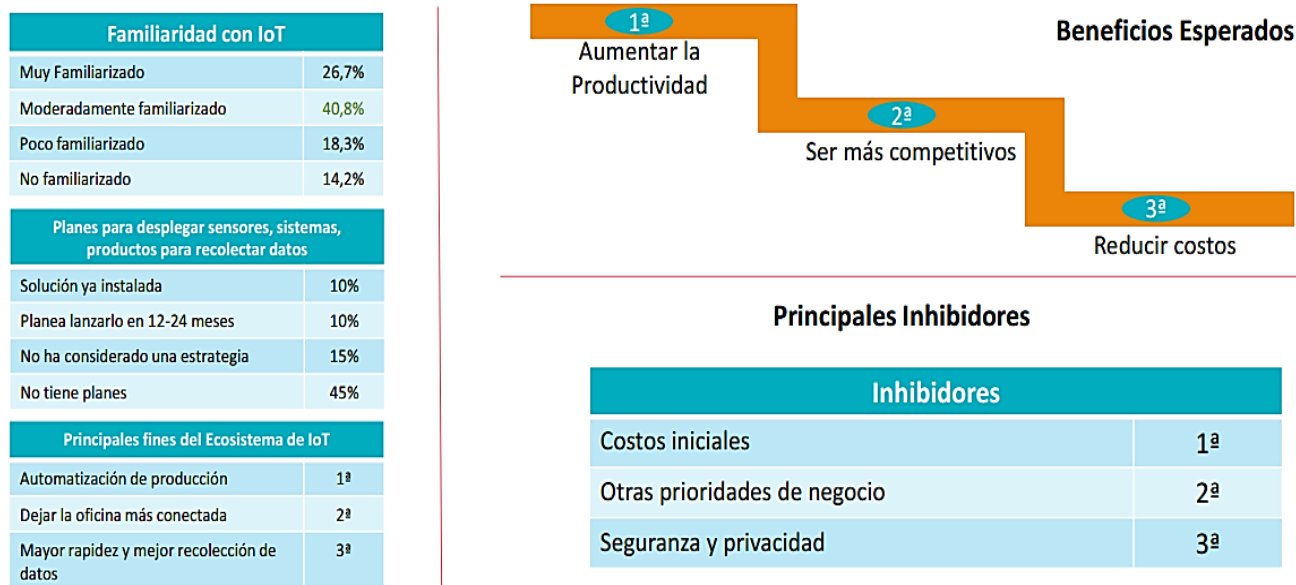 Familiaridad con IoT
Muy Familiarizado 26,7%
Moderadamente familiarizado 40,8%
Poco familiarizado 18,3%
No familiarizado 14,2%
Planes para desplegar sensores, sistemas,
productos para recolectar datos
Solución ya instalada 10%
Planea lanzarlo en 12-24 meses 10%
No ha considerado una estrategia 15%
No tiene planes 45%
Principales fines del Ecosistema de IoT
Automatización de producción 1ª
Dejar la oficina más conectada 2ª
Mayor rapidez y mejor recolección de 3ª
datos
Beneficios Esperados
1ª
Aumentar la
Productividad
2ª
Ser más competitivos
3ª
Reducir costos
Principales Inhibidores
Inhibidores
Costos iniciales 1ª
Otras prioridades de negocio 2ª
Seguranza y privacidad 3ª